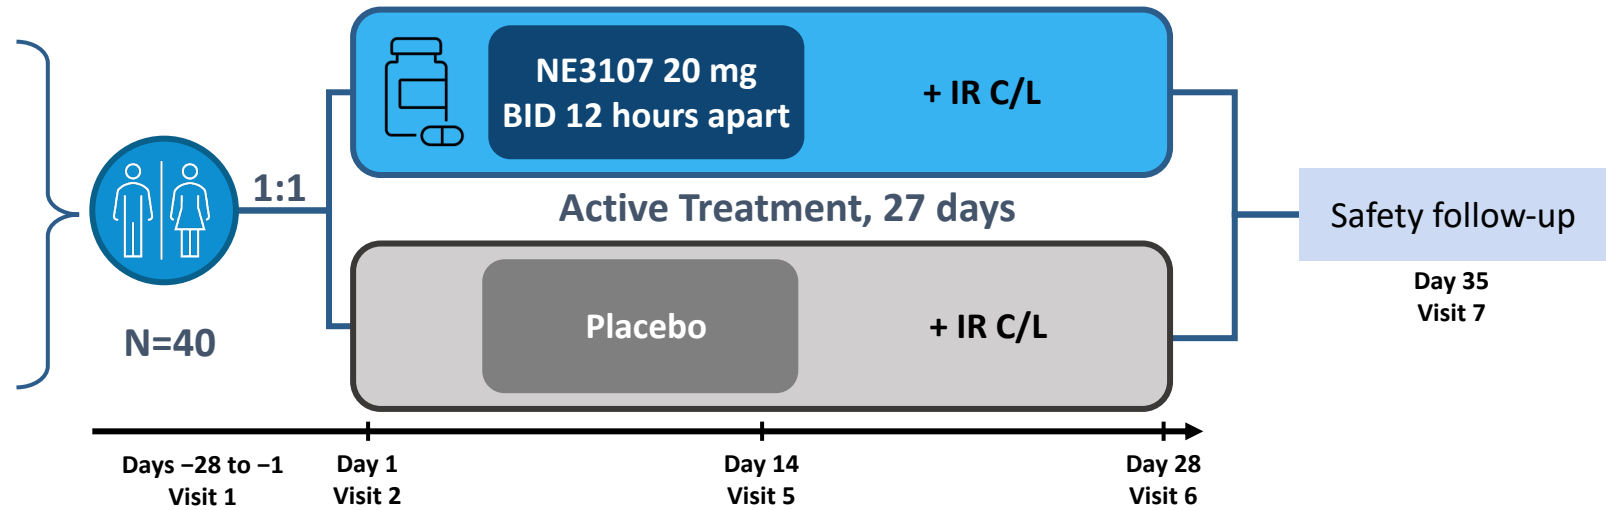 NE3107 20 mg
BID 12 hours apart
+ IR C/L
1:1
Active Treatment, 27 days
Safety follow-up
Day 35
Visit 7
N=40
Placebo
+ IR C/L
Days −28 to −1
Visit 1
Day 1
Visit 2
Day 14
Visit 5
Day 28
Visit 6